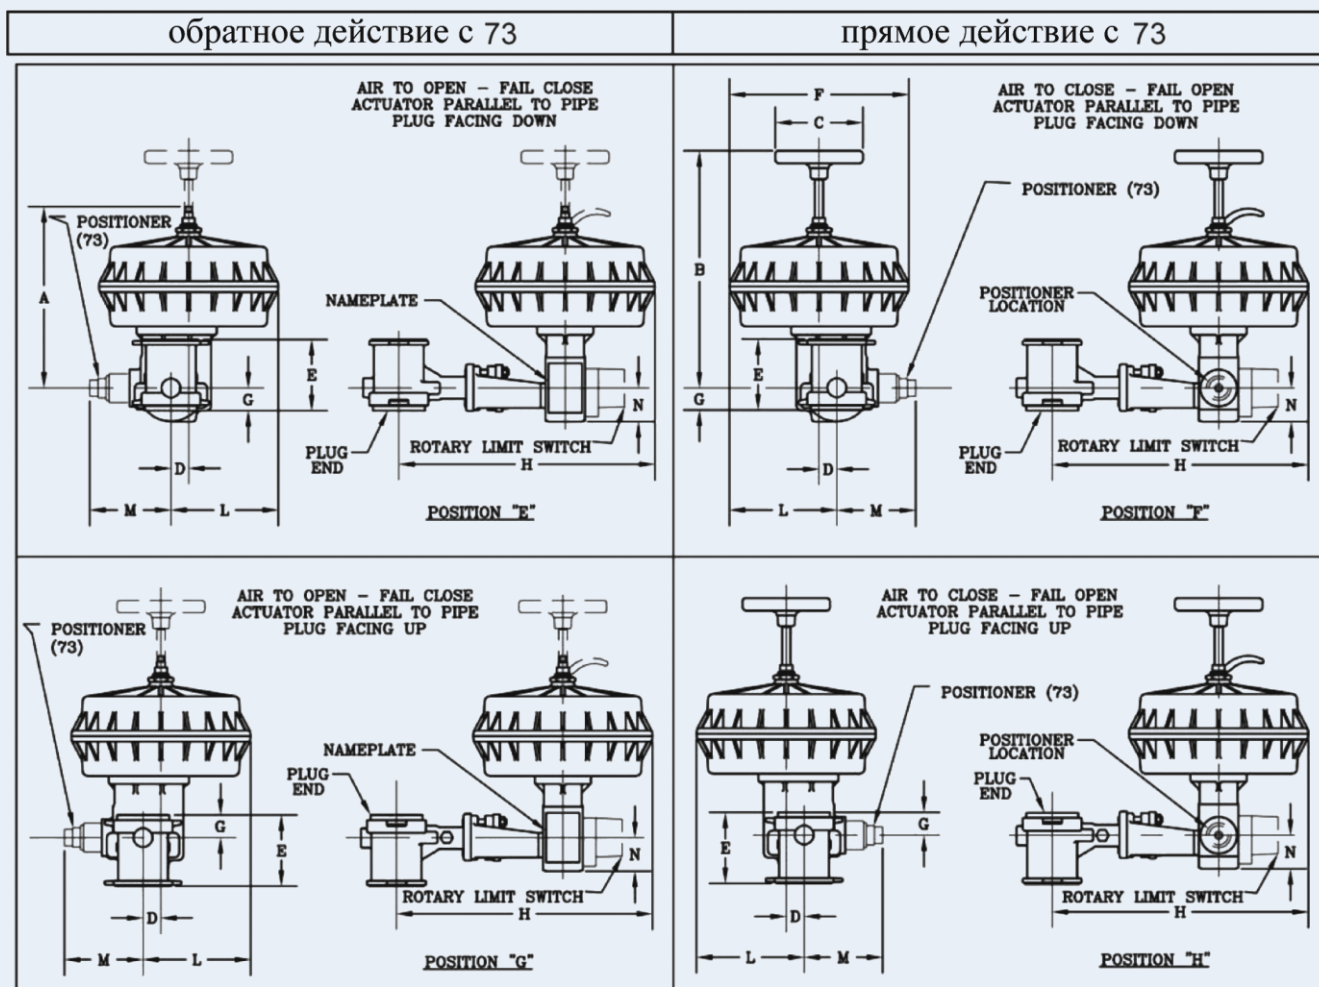 обратное действие с 73
прямое действие с 73
AIR TO OPEN – FAIL CLOSE
ACTUATOR PARALLEL TO PIPE
PLUG FACING DOWN
POSITIONER
(73)
A
NAMEPLATE
E
G
N
PLUG
END
ROTARY LIMIT SWITCH
D
H
M
L
POSITION "E"
AIR TO CLOSE – FAIL OPEN
ACTUATOR PARALLEL TO PIPE
PLUG FACING DOWN
F
C
POSITIONER (73)
B
POSITIONER
LOCATION
E
G
N
ROTARY LIMIT SWITCH
PLUG
END
D
H
L
M
POSITION "F"
AIR TO OPEN – FAIL CLOSE
ACTUATOR PARALLEL TO PIPE
PLUG FACING UP
POSITIONER
(73)
NAMEPLATE
PLUG
END
G
E
N
ROTARY LIMIT SWITCH
D
H
M
L
POSITION "G"
AIR TO CLOSE – FAIL OPEN
ACTUATOR PARALLEL TO PIPE
PLUG FACING UP
POSITIONER (73)
POSITIONER
LOCATION
PLUG
END
G
E
N
ROTARY LIMIT SWITCH
D
H
L
M
POSITION "H"